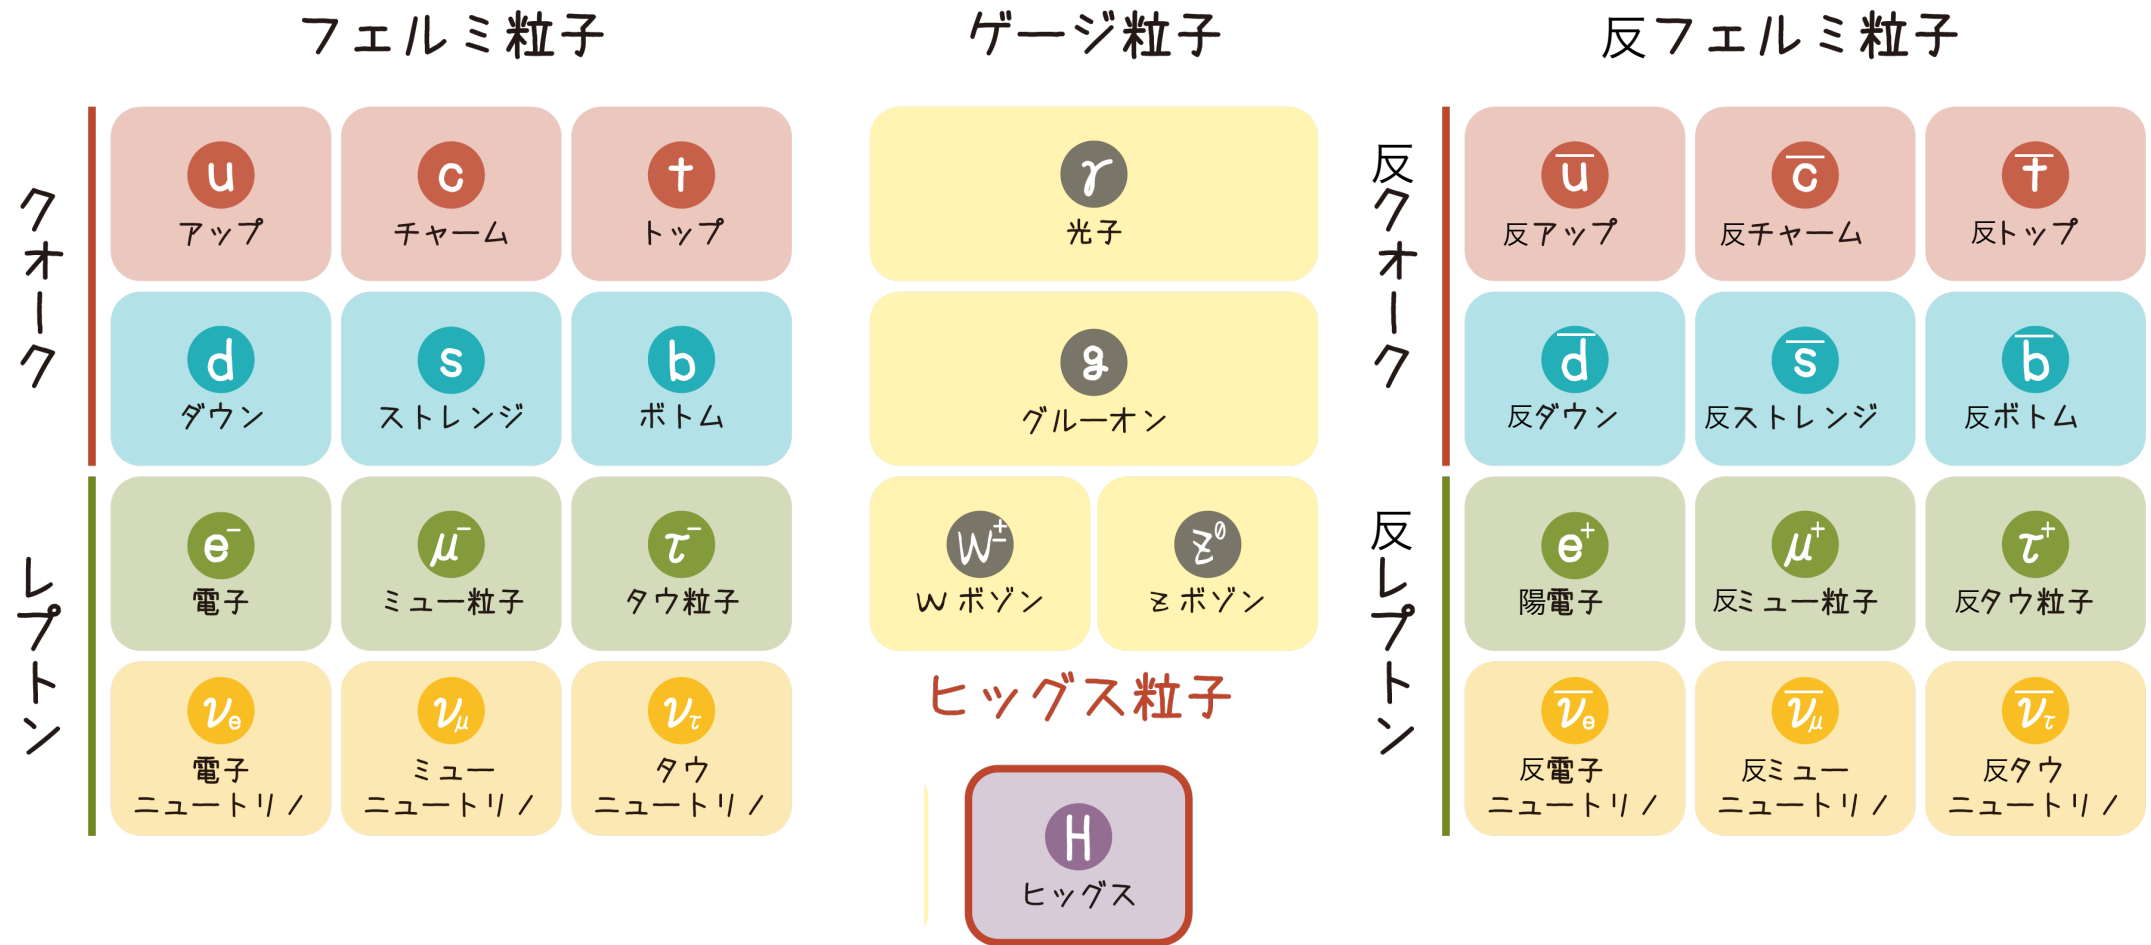 フェルミ粒子
クォーク
u
アップ
c
チャーム
t
トップ
d
ダウン
s
ストレンジ
b
ボトム
レプトン
e⁻
電子
μ⁻
ミュー粒子
τ⁻
タウ粒子
νe
電子
ニュートリノ
νμ
ミュー
ニュートリノ
ντ
タウ
ニュートリノ
ゲージ粒子
γ
光子
g
グルーオン
W±
Wボゾン
Z⁰
Zボゾン
ヒッグス粒子
H
ヒッグス
反フェルミ粒子
反クォーク
u̅
反アップ
c̅
反チャーム
t̅
反トップ
d̅
反ダウン
s̅
反ストレンジ
b̅
反ボトム
反レプトン
e⁺
陽電子
μ⁺
反ミュー粒子
τ⁺
反タウ粒子
ν̅e
反電子
ニュートリノ
ν̅μ
反ミュー
ニュートリノ
ν̅τ
反タウ
ニュートリノ